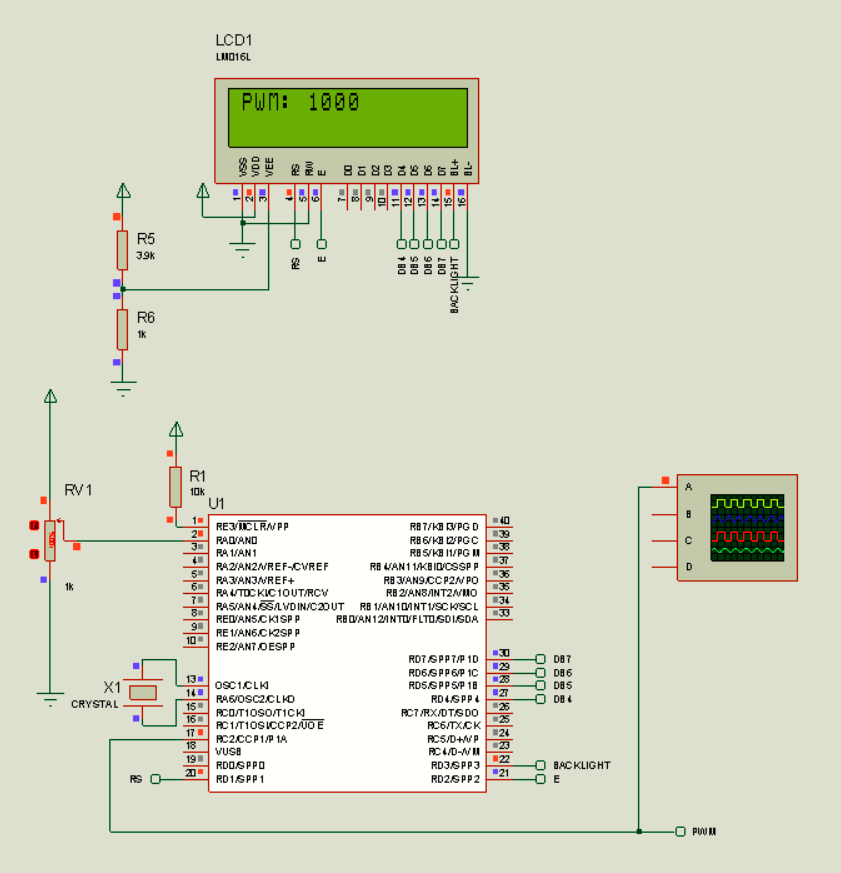 LCD1
LM016L
PWM: 1000
VSS VDD VEE RS RW E D0 D1 D2 D3 D4 D5 D6 D7 BL+ BL-
1 2 3 4 5 6 7 8 9 10 11 12 13 14 15 16
RS E DB4 DB5 DB6 DB7 BACKLIGHT
R5
3.9k
R6
1k
RV1
100%
1k
R1
10k
U1
1 RE3/MCLR/VPP
2 RA0/AN0
3 RA1/AN1
4 RA2/AN2/VREF-/CVREF
5 RA3/AN3/VREF+
6 RA4/T0CKI/C1OUT/RCV
7 RA5/AN4/SS/LVDIN/C2OUT
8 RE0/AN5/CK1SPP
9 RE1/AN6/CK2SPP
10 RE2/AN7/OESPP
13 OSC1/CLKI
14 RA6/OSC2/CLKO
15 RC0/T1OSO/T1CKI
16 RC1/T1OSI/CCP2/UOE
17 RC2/CCP1/P1A
18 VUSB
19 RD0/SPP0
20 RD1/SPP1
RS
X1
CRYSTAL
RB7/KBI3/PGD 40
RB6/KBI2/PGC 39
RB5/KBI1/PGM 38
RB4/AN11/KBI0/CSSPP 37
RB3/AN9/CCP2/VPO 36
RB2/AN8/INT2/VMO 35
RB1/AN10/INT1/SCK/SCL 34
RB0/AN12/INT0/FLT0/SDI/SDA 33
RD7/SPP7/P1D 30 DB7
RD6/SPP6/P1C 29 DB6
RD5/SPP5/P1B 28 DB5
RD4/SPP4 27 DB4
RC7/RX/DT/SDO 26
RC6/TX/CK 25
RC5/D+/VP 24
RC4/D-/VM 23
RD3/SPP3 22 BACKLIGHT
RD2/SPP2 21 E
A
B
C
D
PWM